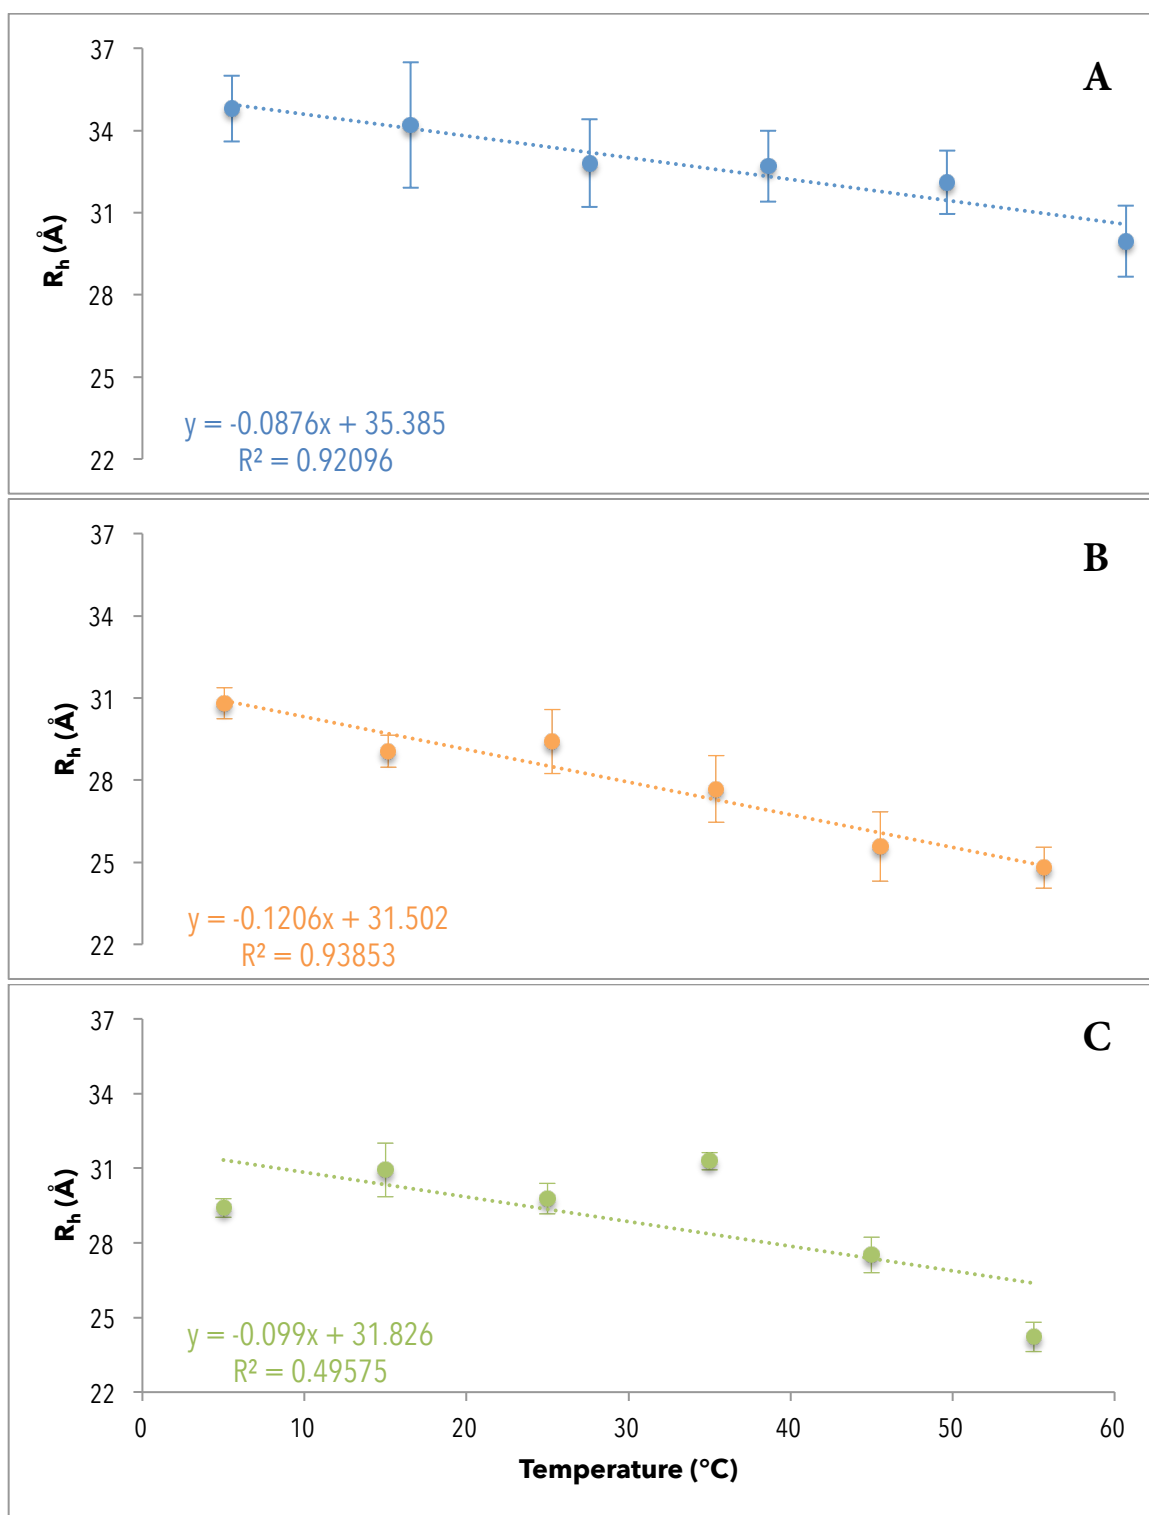 A
37
34
31
28
25
22
Rₕ (Å)
y = -0.0876x + 35.385
R² = 0.92096
B
37
34
31
28
25
22
Rₕ (Å)
y = -0.1206x + 31.502
R² = 0.93853
C
37
34
31
28
25
22
Rₕ (Å)
y = -0.099x + 31.826
R² = 0.49575
0 10 20 30 40 50 60
Temperature (°C)